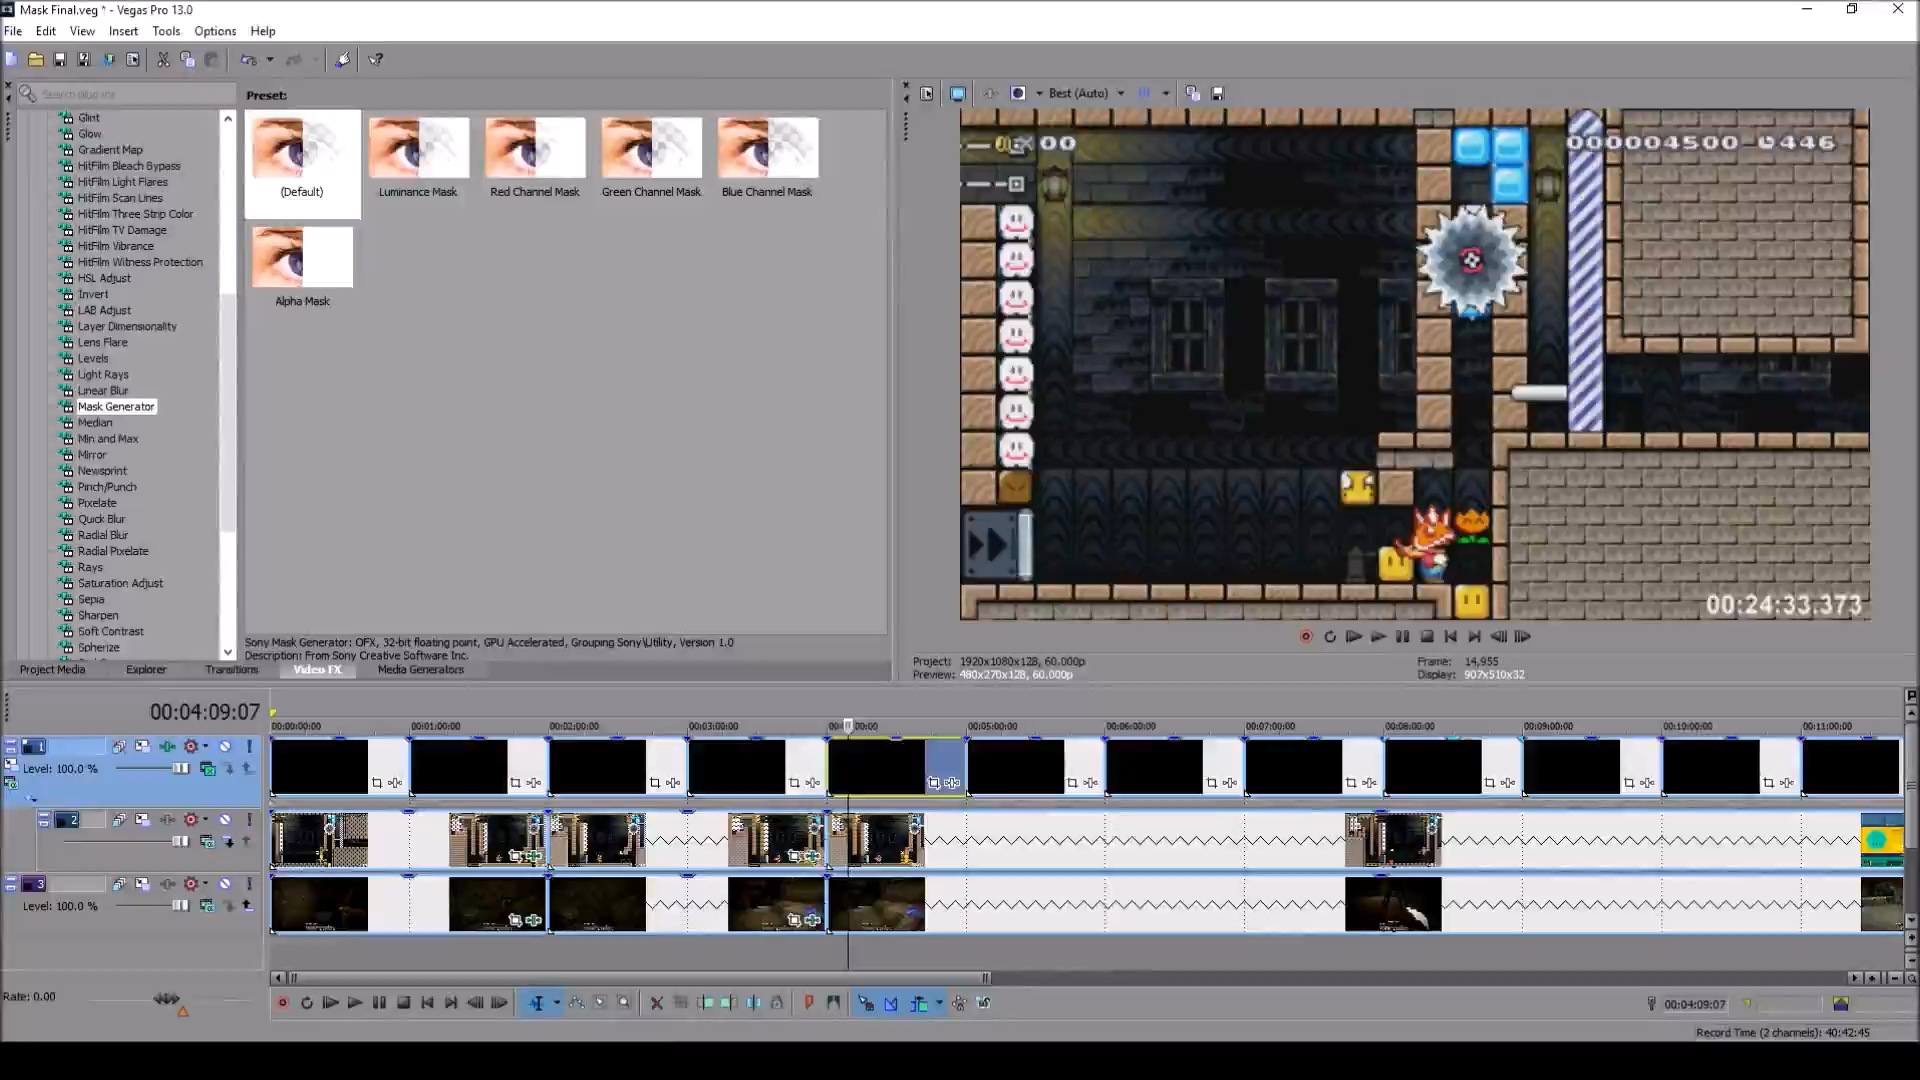 Mask Final.veg * - Vegas Pro 13.0
File Edit View Insert Tools Options Help
Search plug-ins
Preset:
Best (Auto)
Glint
Glow
Gradient Map
HitFilm Bleach Bypass
HitFilm Light Flares
HitFilm Scan Lines
HitFilm Three Strip Color
HitFilm TV Damage
HitFilm Vibrance
HitFilm Witness Protection
HSL Adjust
Invert
LAB Adjust
Layer Dimensionality
Lens Flare
Levels
Light Rays
Linear Blur
Mask Generator
Median
Min and Max
Mirror
Newsprint
Pinch/Punch
Pixelate
Quick Blur
Radial Blur
Radial Pixelate
Rays
Saturation Adjust
Sepia
Sharpen
Soft Contrast
Spherize
(Default) Luminance Mask Red Channel Mask Green Channel Mask Blue Channel Mask
Alpha Mask
Sony Mask Generator: OFX, 32-bit floating point, GPU Accelerated, Grouping Sony\Utility, Version 1.0
Description: From Sony Creative Software Inc.
Project Media Explorer Transitions Video FX Media Generators
00 000004500 446
00:24:33.373
Project: 1920x1080x128, 60.000p Frame: 14,955
Preview: 480x270x128, 60.000p Display: 907x510x32
00:04:09:07
00:00:00:00 00:01:00:00 00:02:00:00 00:03:00:00 00:05:00:00 00:06:00:00 00:07:00:00 00:08:00:00 00:09:00:00 00:10:00:00 00:11:00:00
1
Level: 100.0 %
2
3
Level: 100.0 %
Rate: 0.00
00:04:09:07
Record Time (2 channels): 40:42:45